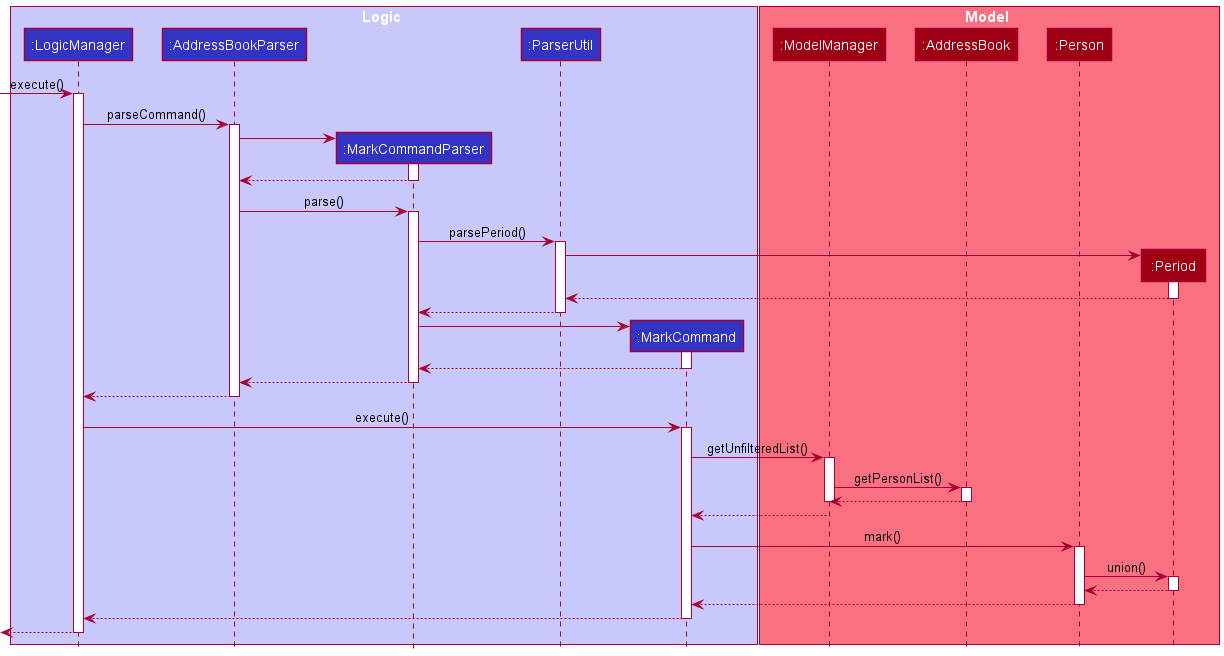 Logic
Model
:LogicManager
:AddressBookParser
:ParserUtil
:ModelManager
:AddressBook
:Person
execute()
parseCommand()
:MarkCommandParser
parse()
parsePeriod()
:Period
:MarkCommand
execute()
getUnfilteredList()
getPersonList()
mark()
union()